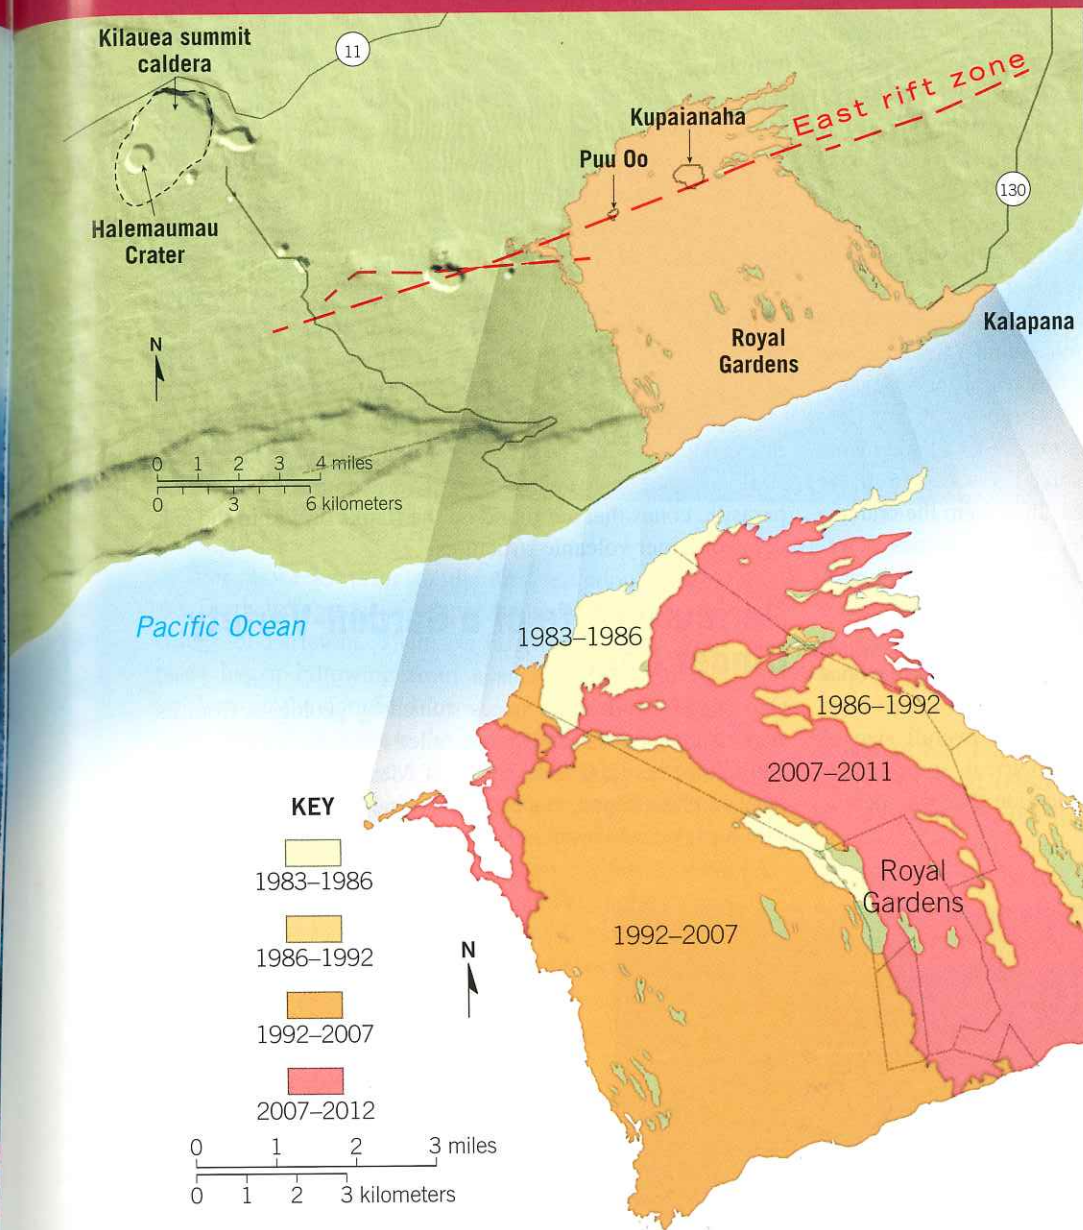 Kilauea summit
caldera
11
Kupaianaha
East rift zone
Puu Oo
130
Halemaumau
Crater
Kalapana
Royal
Gardens
N
0 1 2 3 4 miles
0 3 6 kilometers
Pacific Ocean
1983–1986
1986–1992
2007–2011
Royal
Gardens
1992–2007
KEY
1983–1986
1986–1992
1992–2007
2007–2012
N
0 1 2 3 miles
0 1 2 3 kilometers